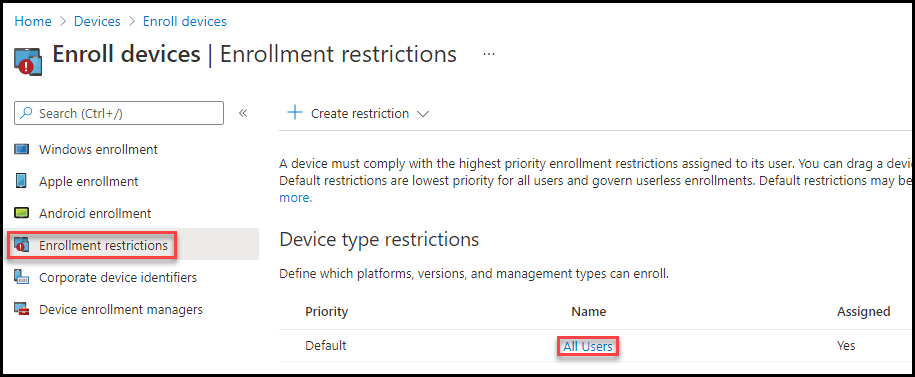 Home > Devices > Enroll devices
Enroll devices | Enrollment restrictions ...
Search (Ctrl+/) «
+ Create restriction
Windows enrollment
Apple enrollment
Android enrollment
Enrollment restrictions
Corporate device identifiers
Device enrollment managers
A device must comply with the highest priority enrollment restrictions assigned to its user. You can drag a devic
Default restrictions are lowest priority for all users and govern userless enrollments. Default restrictions may be
more.
Device type restrictions
Define which platforms, versions, and management types can enroll.
Priority Name Assigned
Default All Users Yes